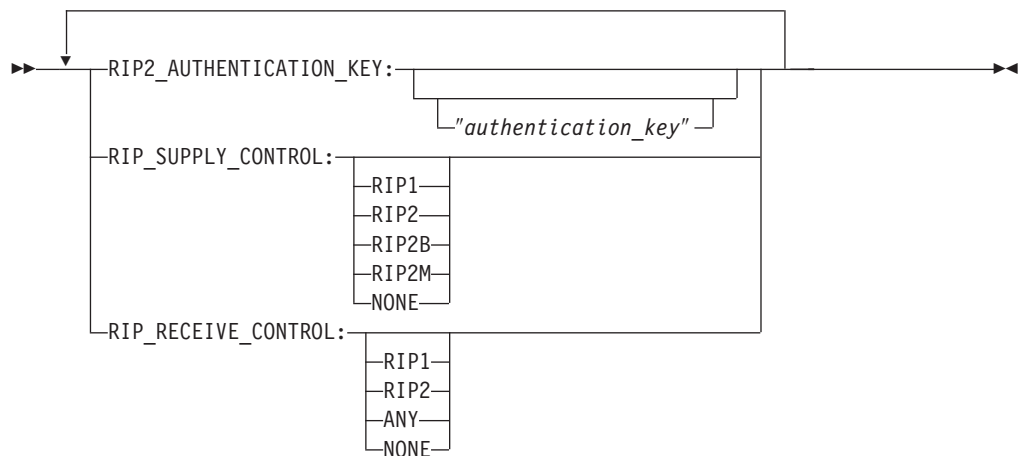 RIP2_AUTHENTICATION_KEY:
"authentication_key"
RIP_SUPPLY_CONTROL:
RIP1
RIP2
RIP2B
RIP2M
NONE
RIP_RECEIVE_CONTROL:
RIP1
RIP2
ANY
NONE